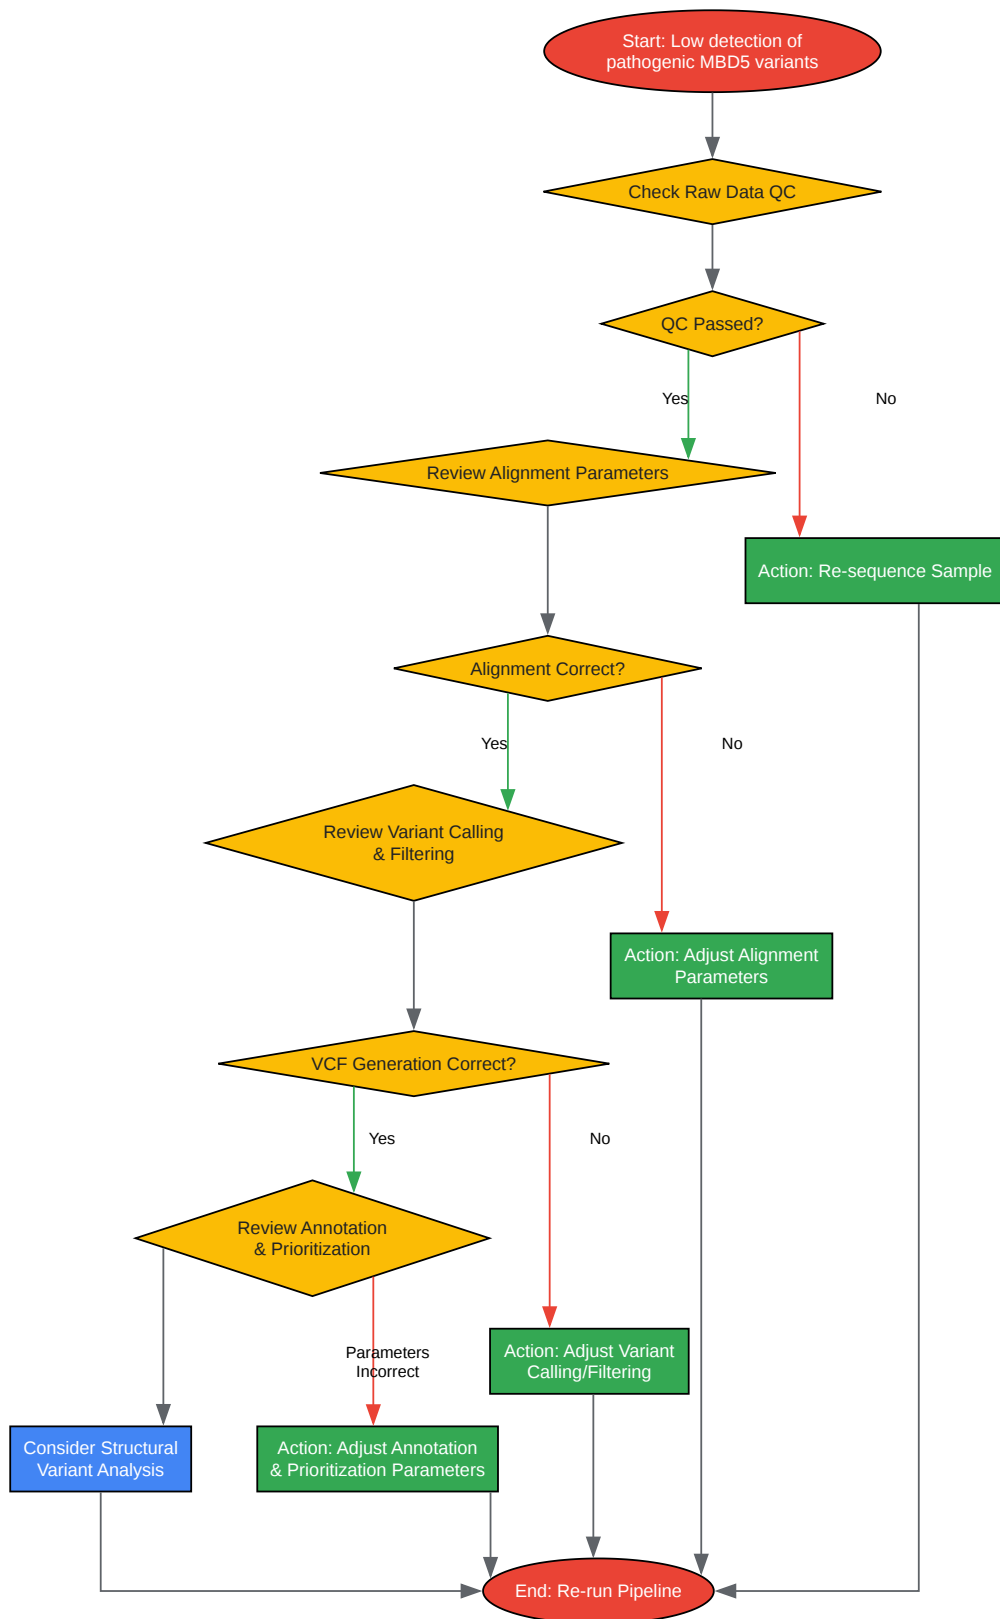 Start: Low detection of
pathogenic MBD5 variants
Check Raw Data QC
QC Passed?
Yes
No
Review Alignment Parameters
Action: Re-sequence Sample
Alignment Correct?
Yes
No
Review Variant Calling
& Filtering
Action: Adjust Alignment
Parameters
VCF Generation Correct?
Yes
No
Review Annotation
& Prioritization
Parameters
Incorrect
Action: Adjust Variant
Calling/Filtering
Consider Structural
Variant Analysis
Action: Adjust Annotation
& Prioritization Parameters
End: Re-run Pipeline